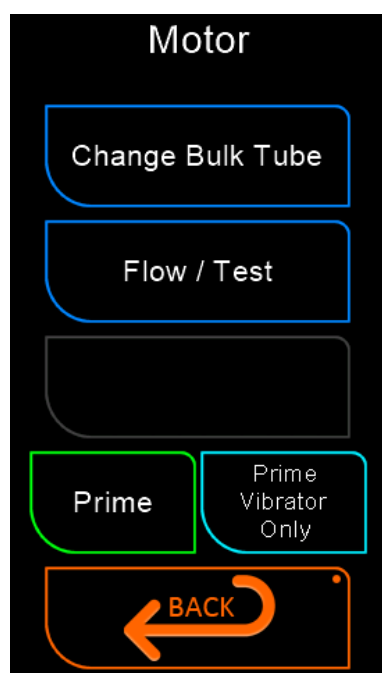 Motor
Change Bulk Tube
Flow / Test
Prime
Prime
Vibrator
Only
BACK